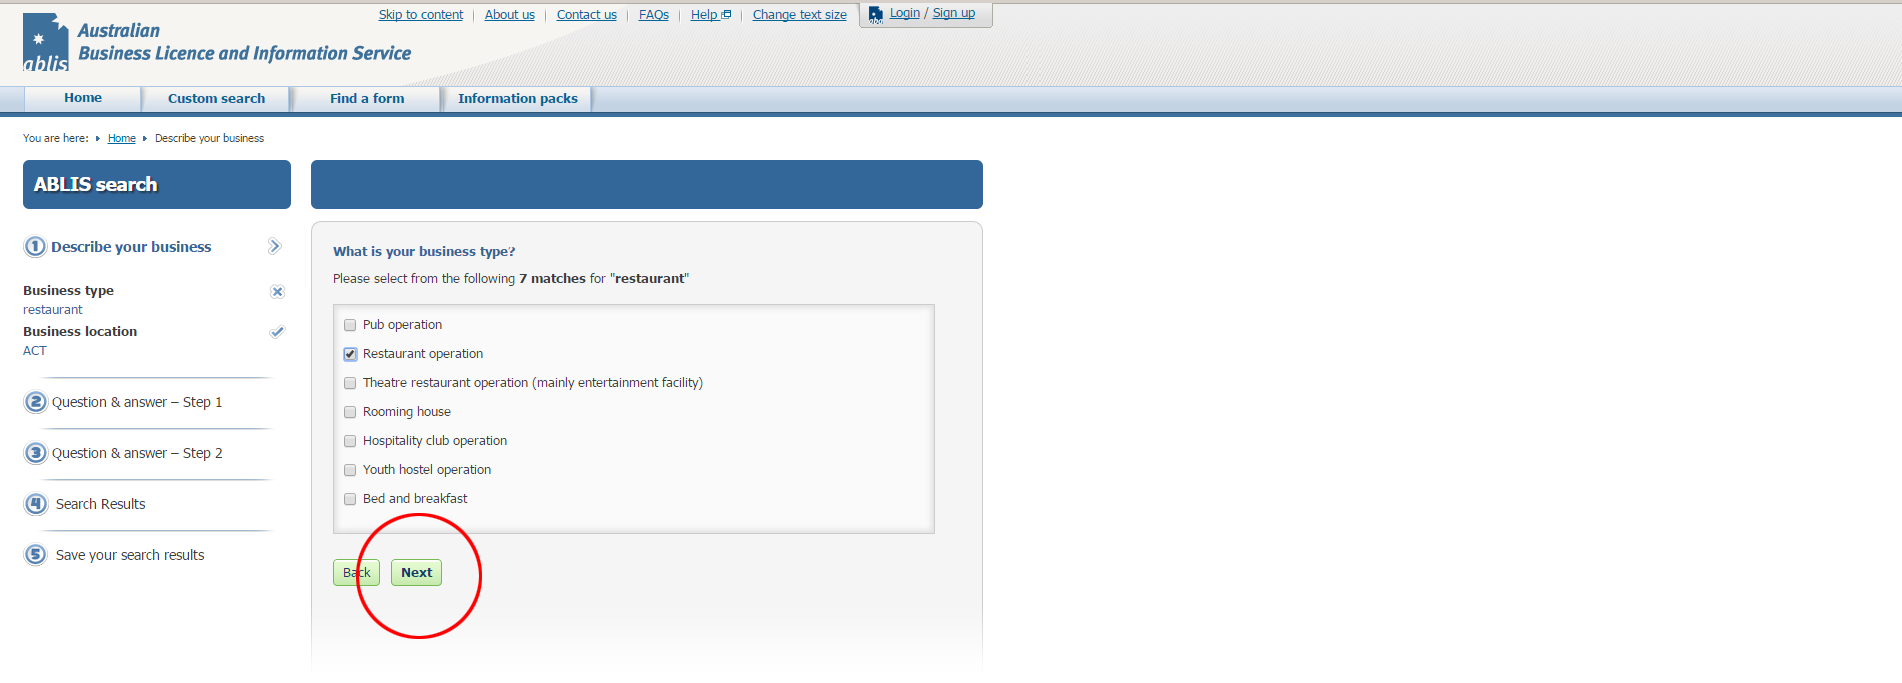 Skip to content About us Contact us FAQs Help Change text size Login / Sign up
ablis
Australian
Business Licence and Information Service
Home Custom search Find a form Information packs
You are here: Home Describe your business
ABLIS search
1 Describe your business
Business type
restaurant
Business location
ACT
2 Question & answer – Step 1
3 Question & answer – Step 2
4 Search Results
5 Save your search results
What is your business type?
Please select from the following 7 matches for "restaurant"
Pub operation
Restaurant operation
Theatre restaurant operation (mainly entertainment facility)
Rooming house
Hospitality club operation
Youth hostel operation
Bed and breakfast
Back Next